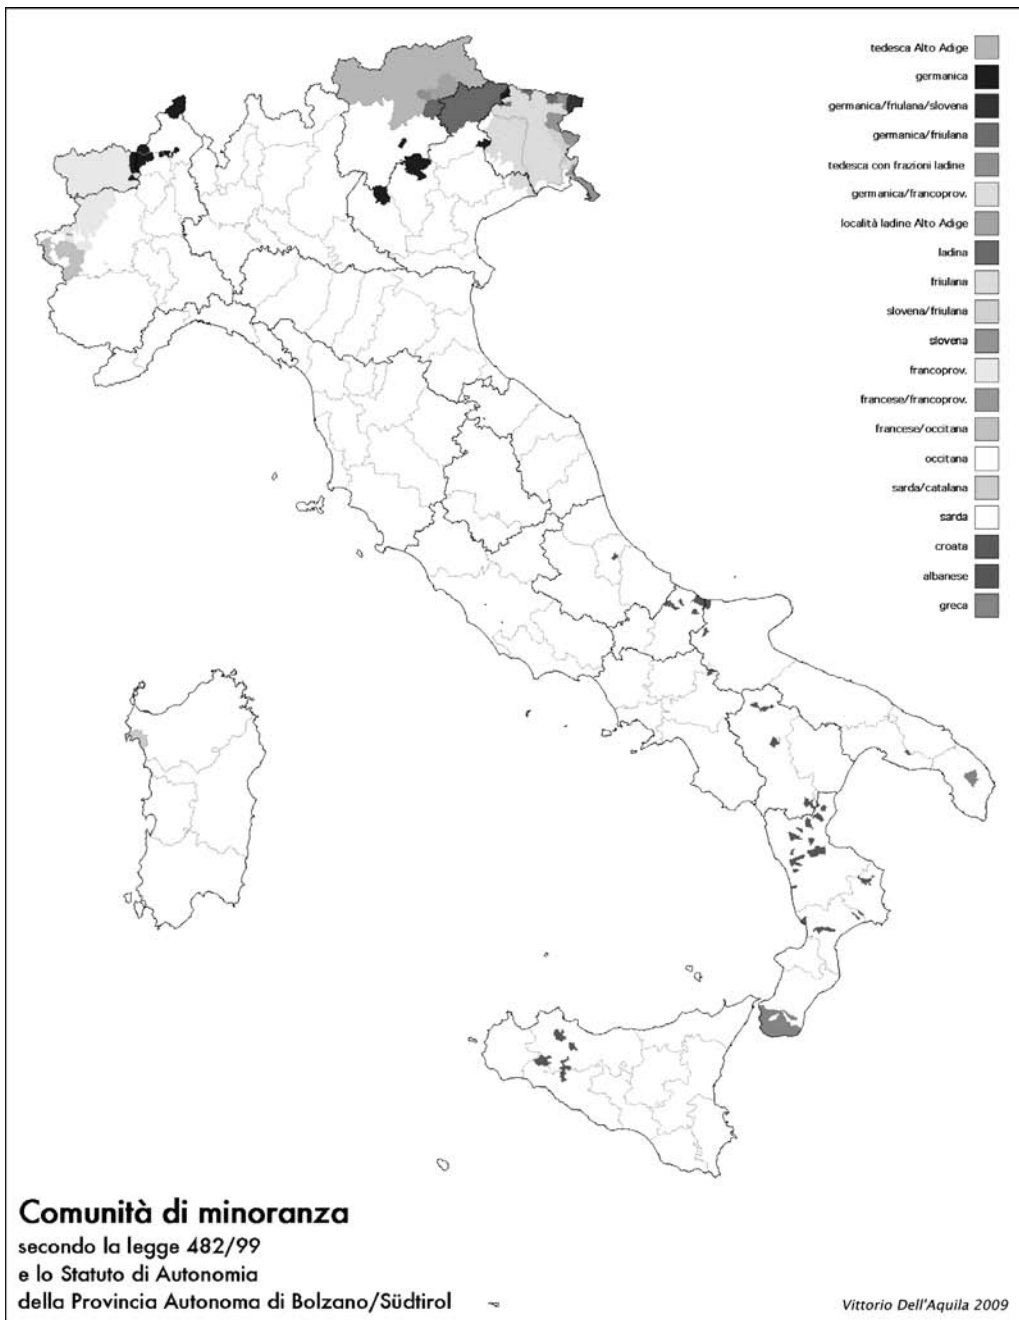 tedesca Alto Adige
germanica
germanica/friulana/slovena
germanica/friulana
tedesca con frazioni ladine
germanica/francoprov.
località ladine Alto Adige
ladina
friulana
slovena/friulana
slovena
francoprov.
francese/francoprov.
francese/occitana
occitana
sarda/catalana
sarda
croata
albanese
greca
Comunità di minoranza
secondo la legge 482/99
e lo Statuto di Autonomia
della Provincia Autonoma di Bolzano/Südtirol
Vittorio Dell'Aquila 2009